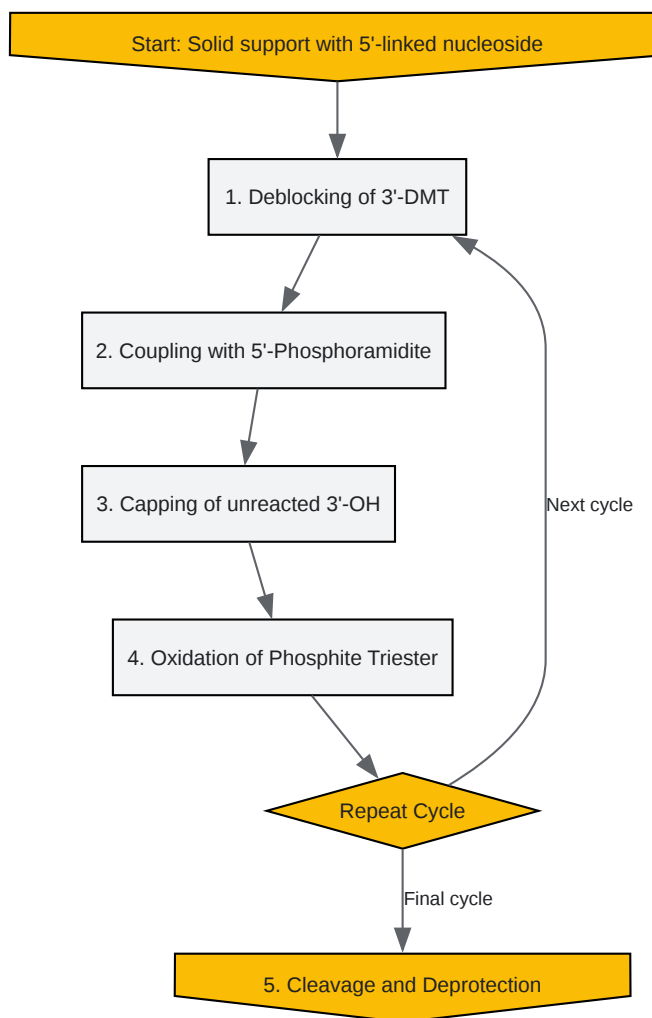 Start: Solid support with 5'-linked nucleoside
1. Deblocking of 3'-DMT
2. Coupling with 5'-Phosphoramidite
3. Capping of unreacted 3'-OH
Next cycle
4. Oxidation of Phosphite Triester
Repeat Cycle
Final cycle
5. Cleavage and Deprotection